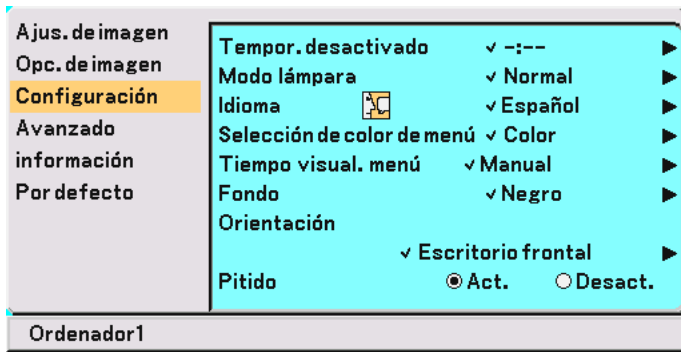 Ajus. de imagen
Opc. de imagen
Configuración
Avanzado
información
Por defecto
Tempor. desactivado ✓ -:-- ▶
Modo lámpara ✓ Normal ▶
Idioma ✓ Español ▶
Selección de color de menú ✓ Color ▶
Tiempo visual. menú ✓ Manual ▶
Fondo ✓ Negro ▶
Orientación
✓ Escritorio frontal ▶
Pitido Act. Desact.
Ordenador1